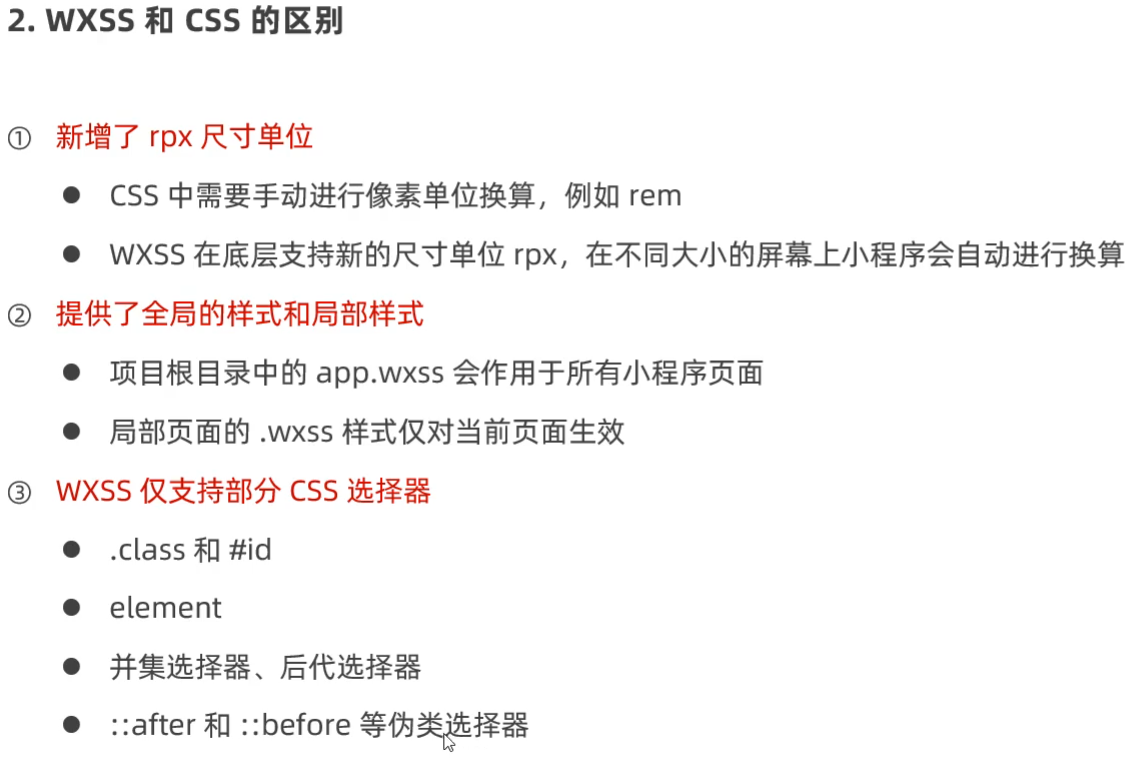 2. WXSS 和 CSS 的区别
① 新增了 rpx 尺寸单位
● CSS 中需要手动进行像素单位换算，例如 rem
● WXSS 在底层支持新的尺寸单位 rpx，在不同大小的屏幕上小程序会自动进行换算
② 提供了全局的样式和局部样式
● 项目根目录中的 app.wxss 会作用于所有小程序页面
● 局部页面的 .wxss 样式仅对当前页面生效
③ WXSS 仅支持部分 CSS 选择器
● .class 和 #id
● element
● 并集选择器、后代选择器
● ::after 和 ::before 等伪类选择器